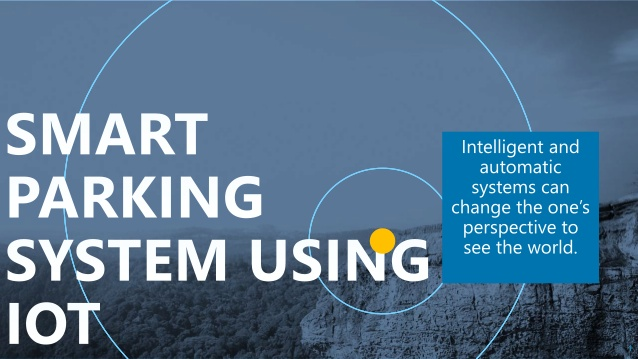 SMART
PARKING
SYSTEM USING
IOT
Intelligent and
automatic
systems can
change the one’s
perspective to
see the world.